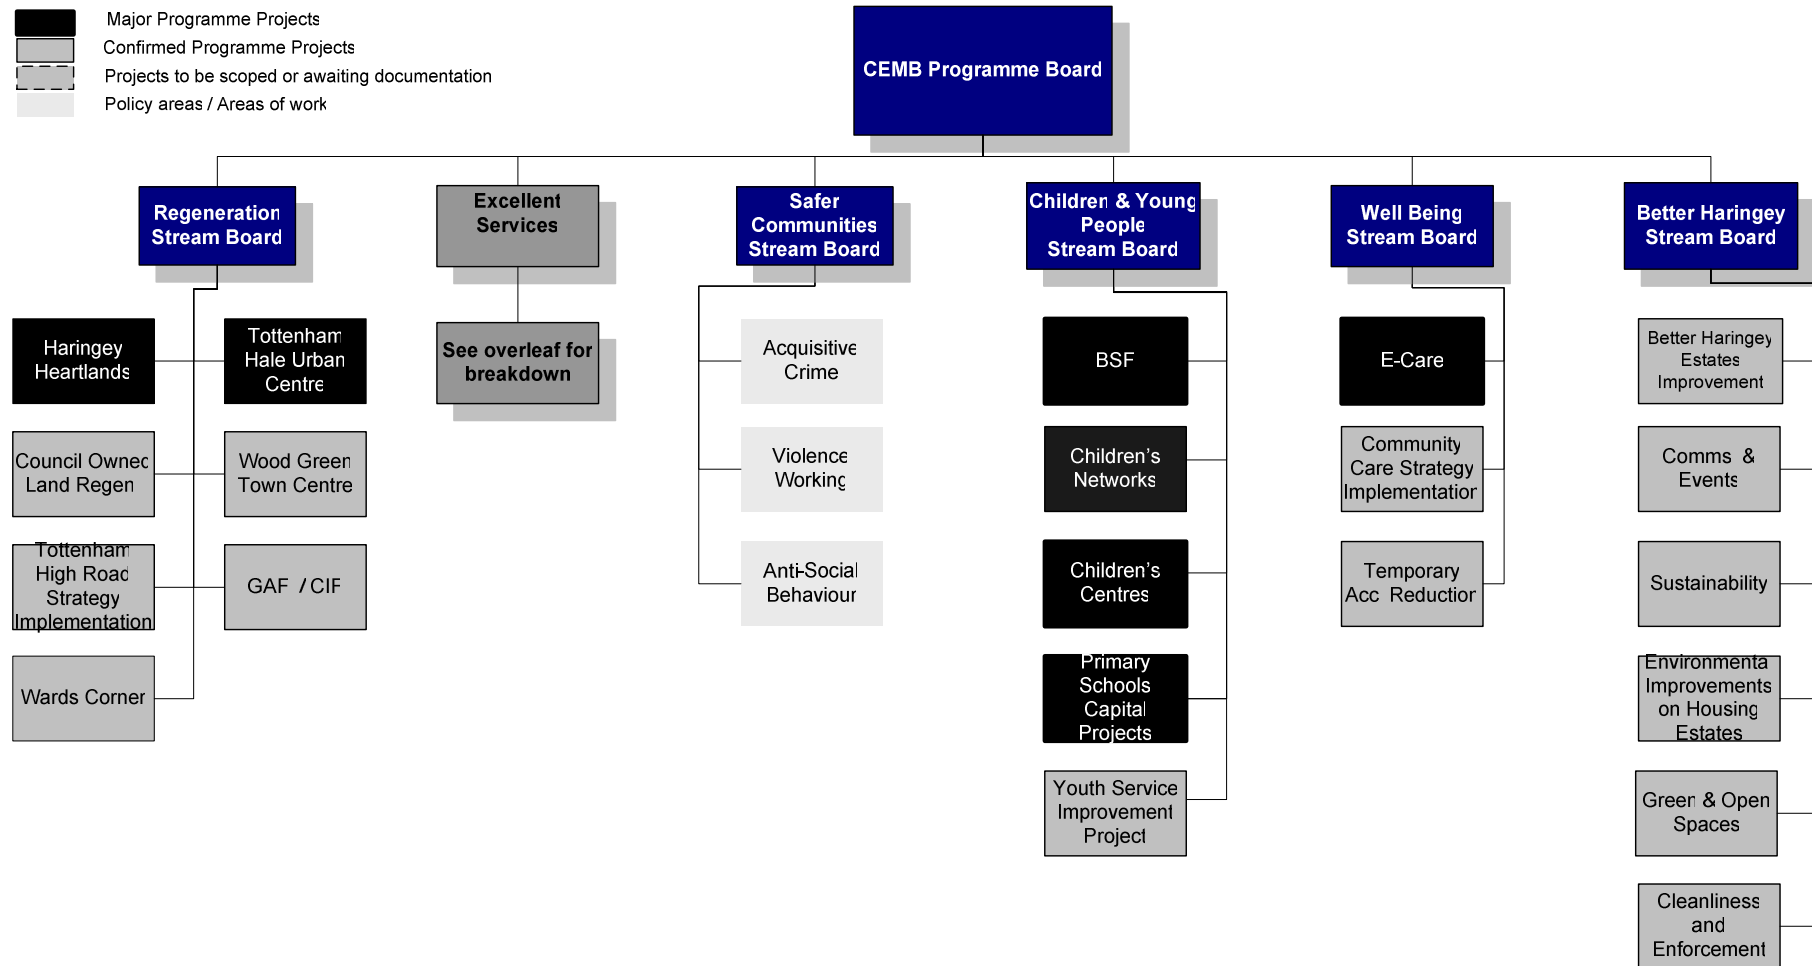 Major Programme Projects
Confirmed Programme Projects
Projects to be scoped or awaiting documentation
Policy areas / Areas of work
CEMB Programme Board
Regeneration
Stream Board
Excellent
Services
Safer
Communities
Stream Board
Children & Young
People
Stream Board
Well Being
Stream Board
Better Haringey
Stream Board
Haringey
Heartlands
Tottenham
Hale Urban
Centre
See overleaf for
breakdown
Acquisitive
Crime
BSF
E-Care
Better Haringey
Estates
Improvement
Council Owned
Land Regen
Wood Green
Town Centre
Violence
Working
Children's
Networks
Community
Care Strategy
Implementation
Comms & 
Events
Tottenham
High Road
Strategy
Implementation
GAF / CIF
Anti-Social
Behaviour
Children's
Centres
Temporary
Acc Reduction
Sustainability
Wards Corner
Primary
Schools
Capital
Projects
Environmental
Improvements
on Housing
Estates
Youth Service
Improvement
Project
Green & Open
Spaces
Cleanliness
and
Enforcement